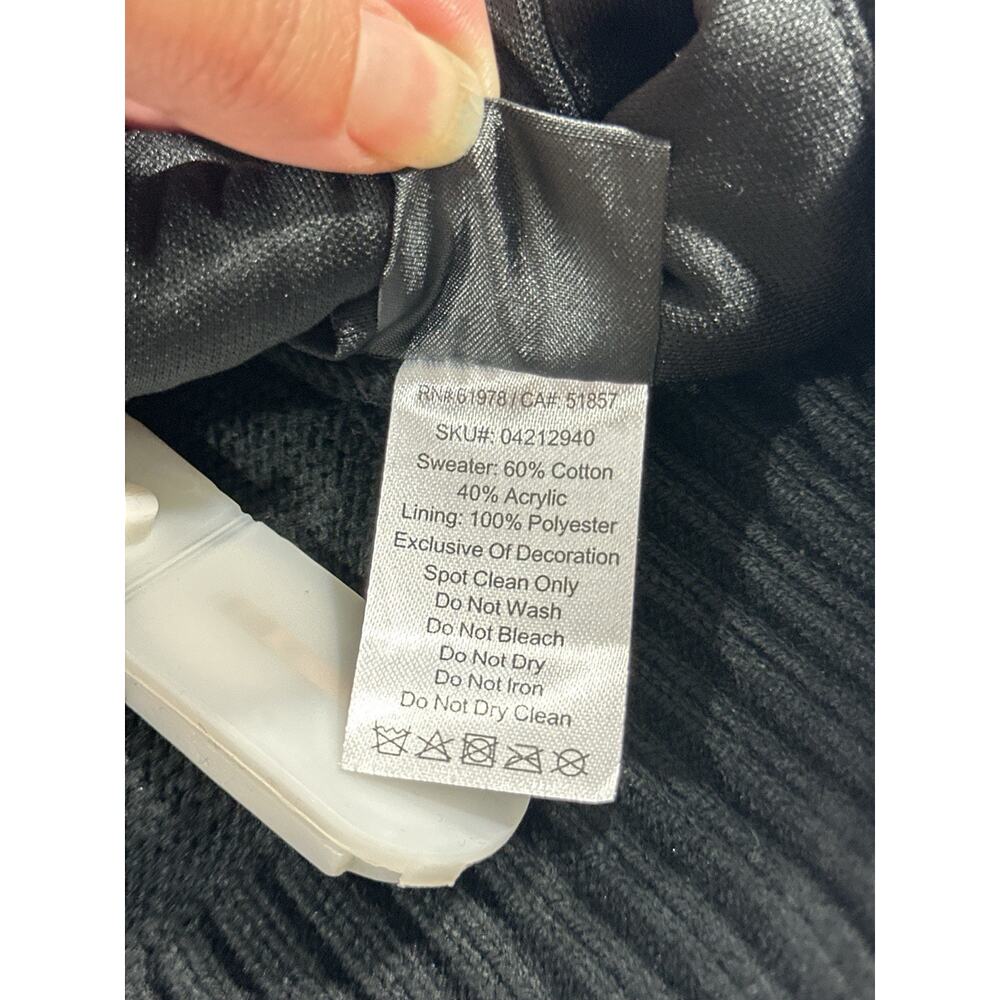 RN#:61978 / CA#: 51857
SKU#: 04212940
Sweater: 60% Cotton
40% Acrylic
Lining: 100% Polyester
Exclusive Of Decoration
Spot Clean Only
Do Not Wash
Do Not Bleach
Do Not Dry
Do Not Iron
Do Not Dry Clean